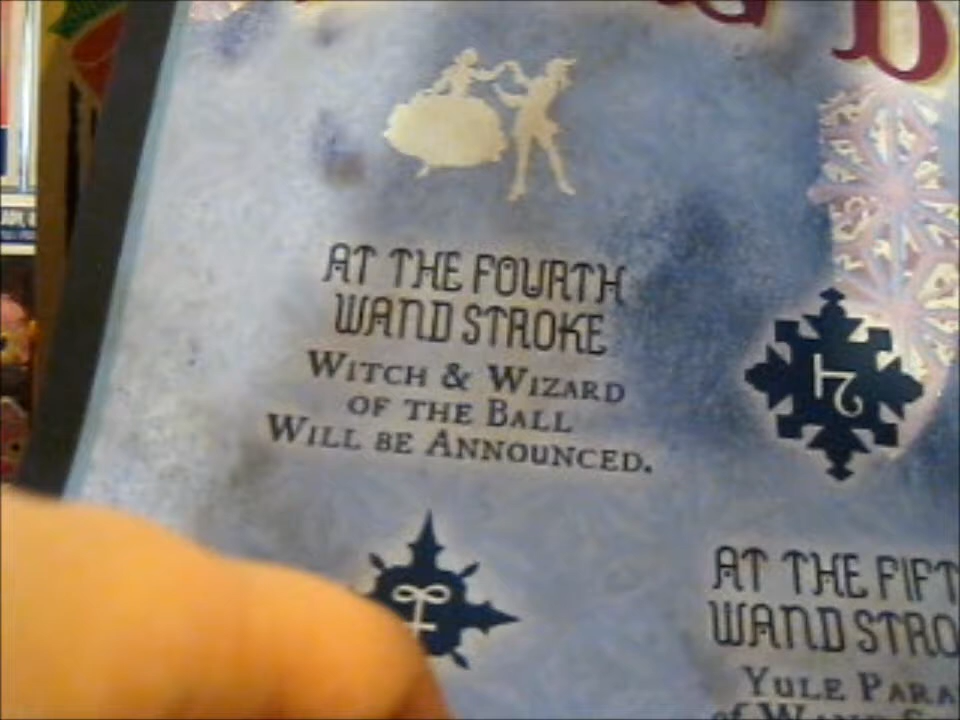 AT THE FOURTH
WAND STROKE
WITCH & WIZARD
OF THE BALL
WILL BE ANNOUNCED.
AT THE FIFT
WAND STRO
YULE PARA